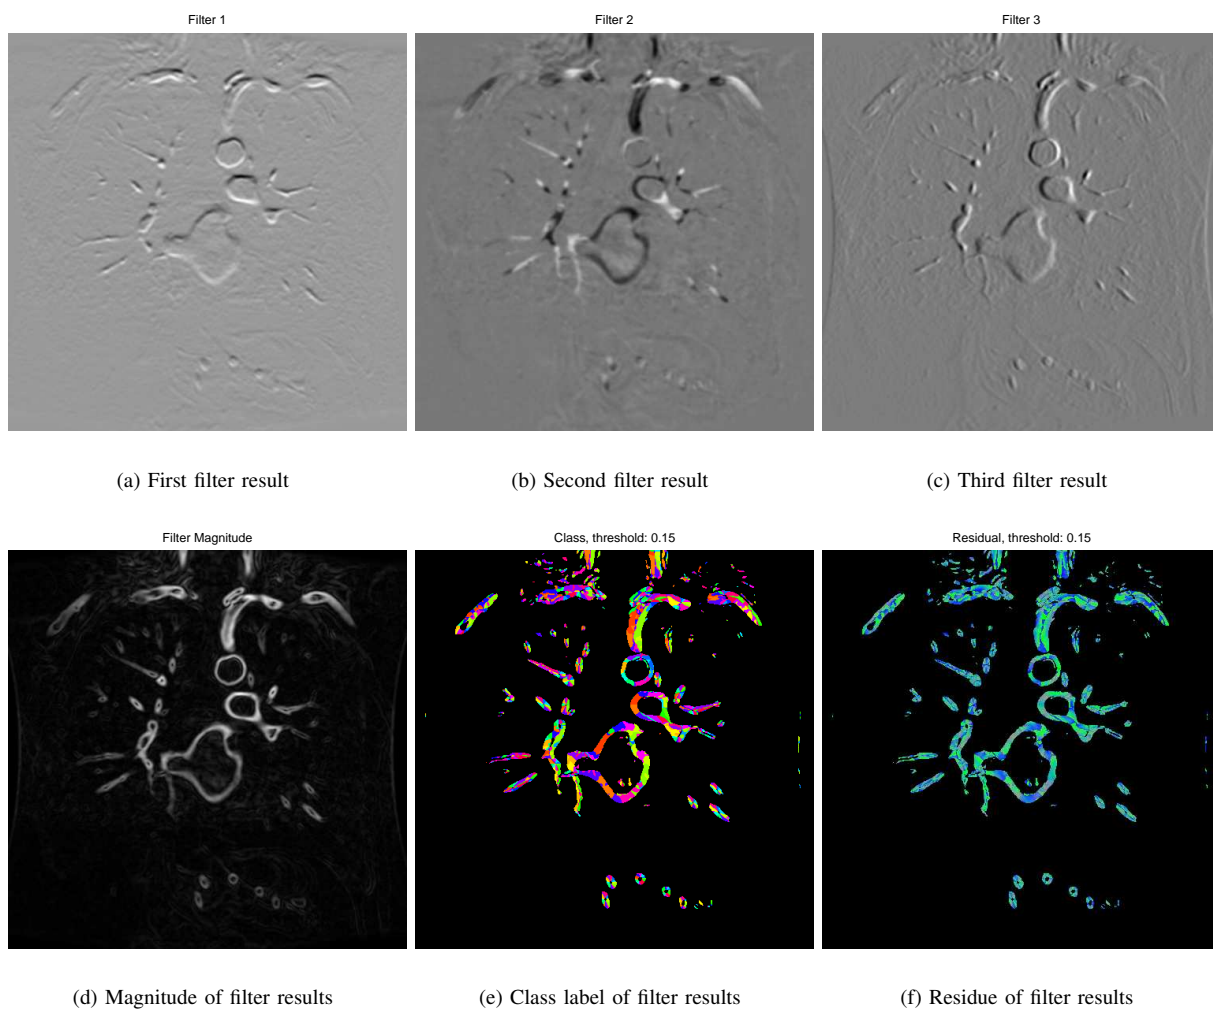 Filter 1
Filter 2
Filter 3
(a) First filter result
(b) Second filter result
(c) Third filter result
Filter Magnitude
Class, threshold: 0.15
Residual, threshold: 0.15
(d) Magnitude of filter results
(e) Class label of filter results
(f) Residue of filter results